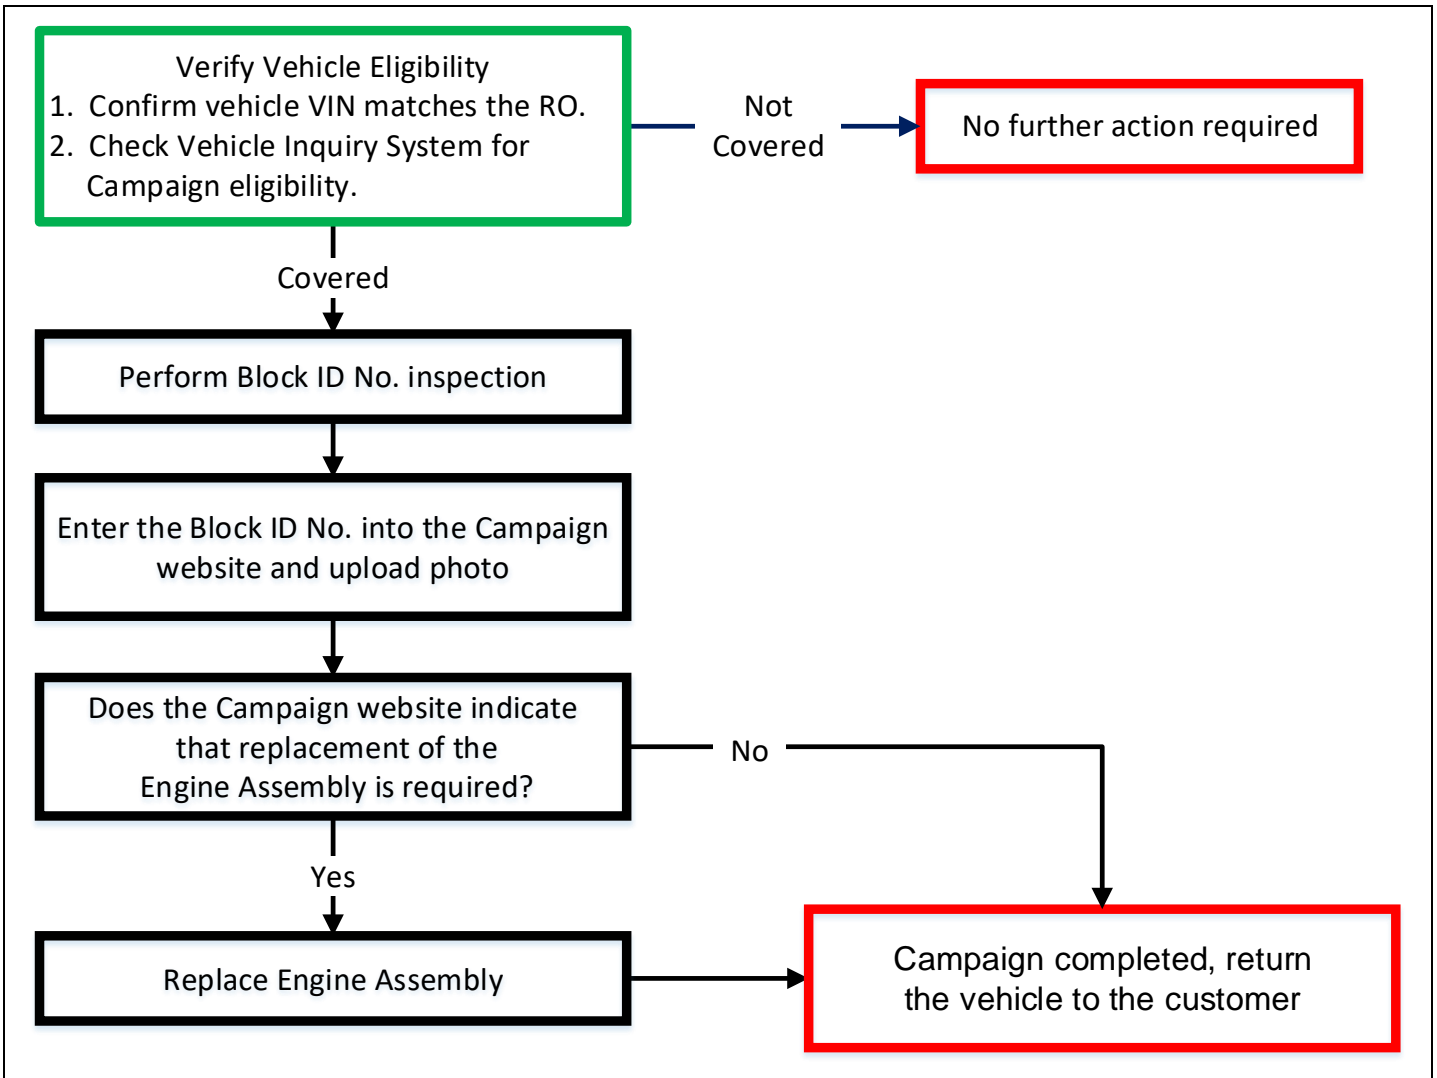 Verify Vehicle Eligibility
1. Confirm vehicle VIN matches the RO.
2. Check Vehicle Inquiry System for
Campaign eligibility.
Not
Covered
No further action required
Covered
Perform Block ID No. inspection
Enter the Block ID No. into the Campaign
website and upload photo
Does the Campaign website indicate
that replacement of the
Engine Assembly is required?
No
Yes
Replace Engine Assembly
Campaign completed, return
the vehicle to the customer